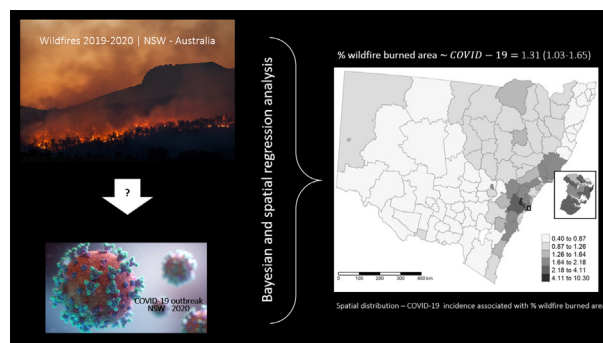 Wildfires 2019-2020 | NSW - Australia
?
COVID-19 outbreak
NSW - 2020
Bayesian and spatial regression analysis
% wildfire burned area ~ COVID - 19 = 1.31 (1.03-1.65)
0.40 to 0.87
0.87 to 1.26
1.26 to 1.64
1.64 to 2.18
2.18 to 4.11
4.11 to 10.30
0 100 200 300 400 km
Spatial distribution – COVID-19 incidence associated with % wildfire burned area